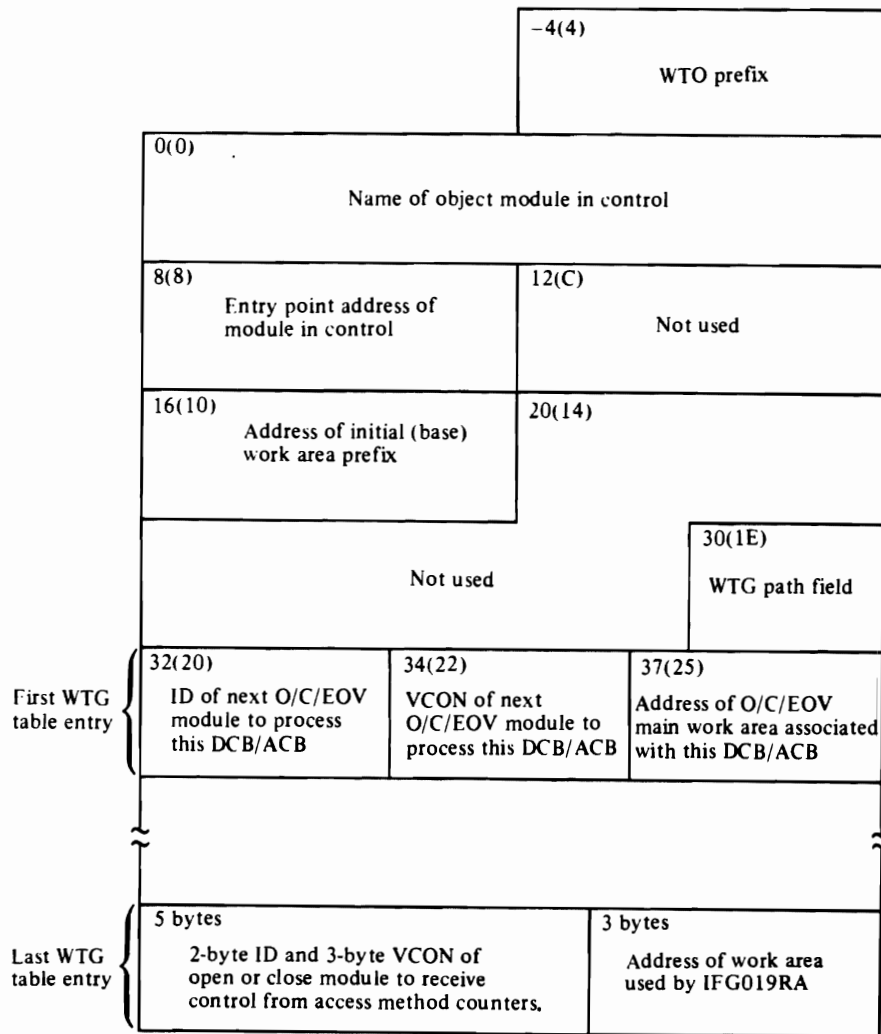 −4(4)
WTO prefix
0(0)
Name of object module in control
8(8)
Entry point address of
module in control
12(C)
Not used
16(10)
Address of initial (base)
work area prefix
20(14)
Not used
30(1E)
WTG path field
First WTG
table entry
32(20)
ID of next O/C/EOV
module to process
this DCB/ACB
34(22)
VCON of next
O/C/EOV module to
process this DCB/ACB
37(25)
Address of O/C/EOV
main work area associated
with this DCB/ACB
Last WTG
table entry
5 bytes
2-byte ID and 3-byte VCON of
open or close module to receive
control from access method counters.
3 bytes
Address of work area
used by IFG019RA